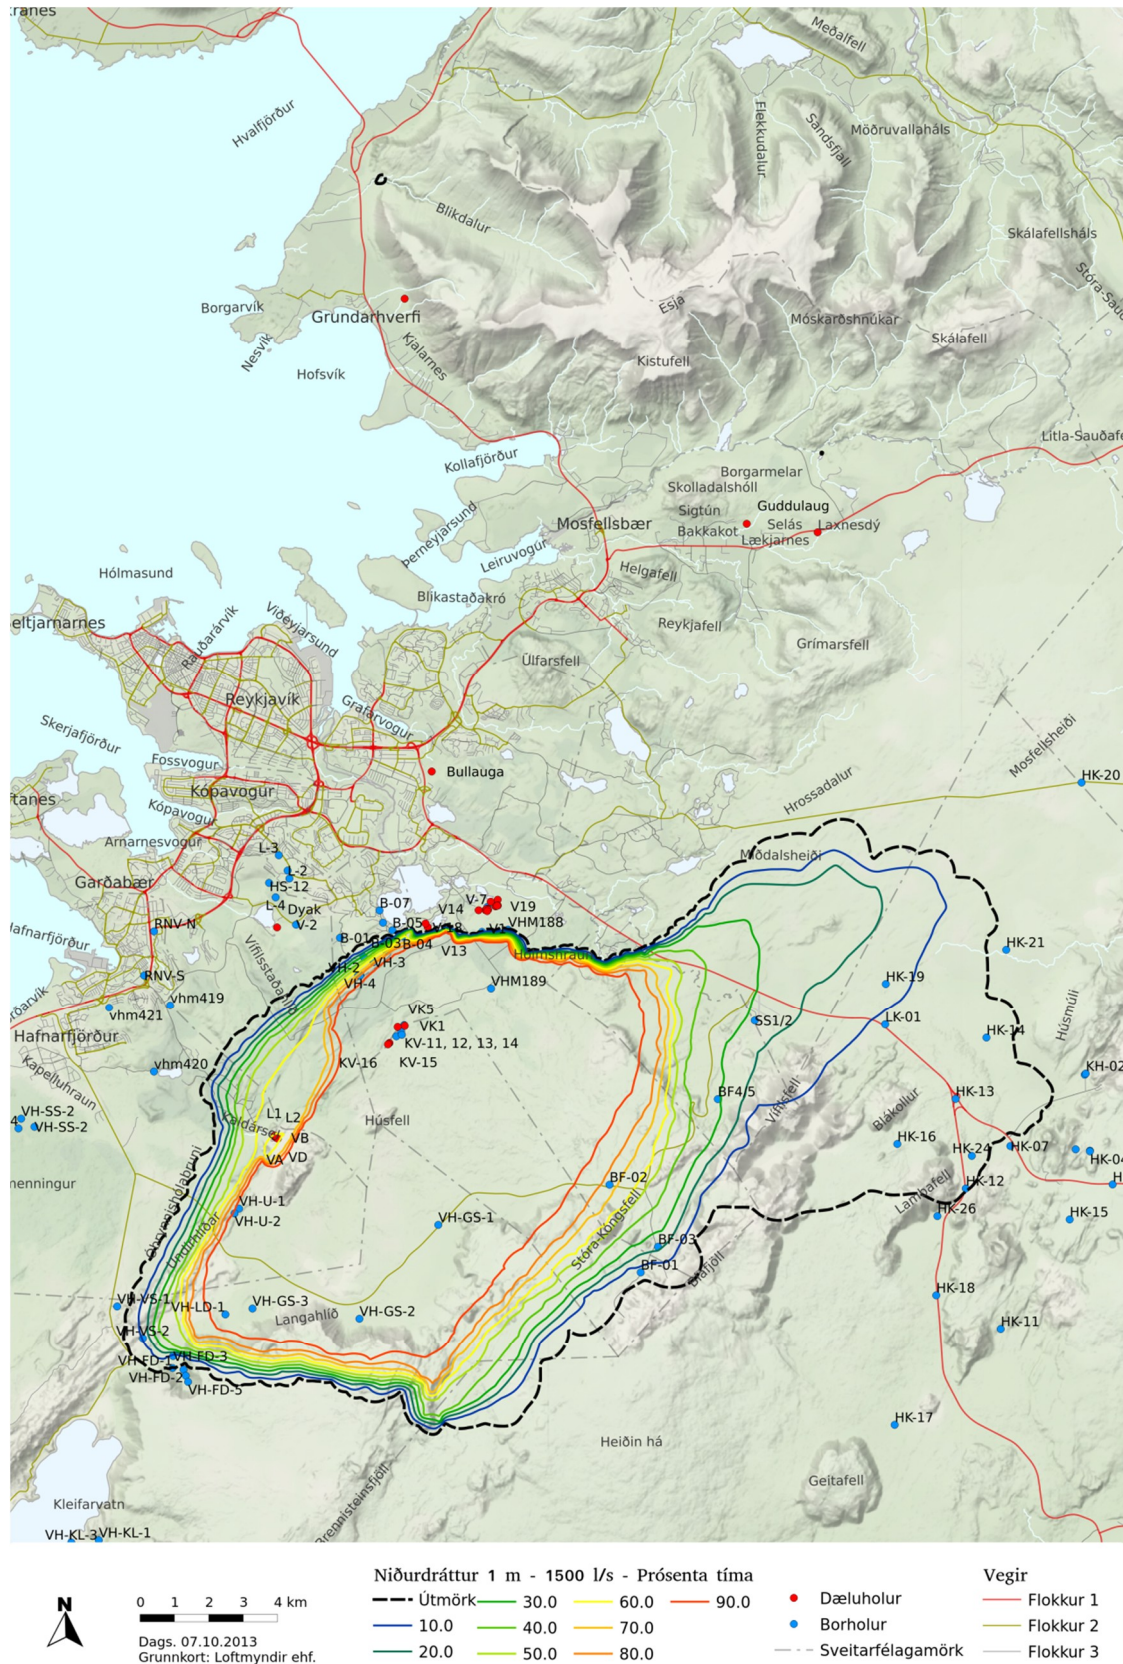 Meðalfell
Hvalfjörður
Flekkudalur
Sandsfjall
Möðruvallaháls
Blikdalur
Skálafellsháls
Borgarvík
Grundarhverfi
Esja
Móskarðshnúkar
Skálafell
Nesvík
Kjalarnes
Hofsvík
Kistufell
Kollafjörður
Borgarmelar
Skolladalshóll
Sigtún
Guddulaug
Mosfellsbær
Bakkakot
Selás
Laxnesdý
Lækjarnes
Þerneyjarsund
Leiruvogur
Helgafell
Hólmasund
Blikastaðakró
Reykjafell
Grímarsfell
Rauðarárvík
Viðeyjarsund
Úlfarsfell
Reykjavík
Grafarvogur
Skerjafjörður
Fossvogur
Mosfellsheiði
Bullauga
HK-20
Kópavogur
Hrossadalur
Kópavogur
Arnarnesvogur
L-3
Miðdalsheiði
L-2
Garðabær
HS-12
L-4
Dyak
V-2
B-07
V14
V-7
V19
VHM188
RNV-N
B-05
B-01
B-03
B-04
V-18
V1
V13
Hólmshraun
HK-21
VH-2
VH-3
VH-4
RNV-S
Vífilsstaðahlíð
VHM189
HK-19
vhm419
vhm421
VK5
VK1
SS1/2
LK-01
HK-14
Húsmúli
Hafnarfjörður
KV-11, 12, 13, 14
KV-16
KV-15
vhm420
Kapelluhraun
KH-02
BF4/5
HK-13
VH-SS-2
VH-SS-2
L1
L2
Kaldársel
Húsfell
VB
VA
VD
Vífilsfell
Blákollur
HK-16
HK-07
HK-24
BF-02
HK-12
Lambafell
VH-U-1
VH-U-2
VH-GS-1
HK-26
HK-15
Undirhlíðar
Stóra-Kóngsfell
BF-03
BF-01
Bláfjöll
HK-18
VH-VS-1
VH-LD-1
VH-GS-3
Langahlíð
VH-GS-2
HK-11
VH-VS-2
VH-FD-1
VH-FD-3
VH-FD-2
VH-FD-5
HK-17
Heiðin há
Geitafell
Kleifarvatn
Brennisteinsfjöll
VH-KL-3
VH-KL-1
Niðurdráttur 1 m - 1500 l/s - Prósenta tíma
Vegir
Útmörk
30.0
60.0
90.0
Dæluholur
Flokkur 1
10.0
40.0
70.0
Borholur
Flokkur 2
20.0
50.0
80.0
Sveitarfélagamörk
Flokkur 3
N
0 1 2 3 4 km
Dags. 07.10.2013
Grunnkort: Loftmyndir ehf.